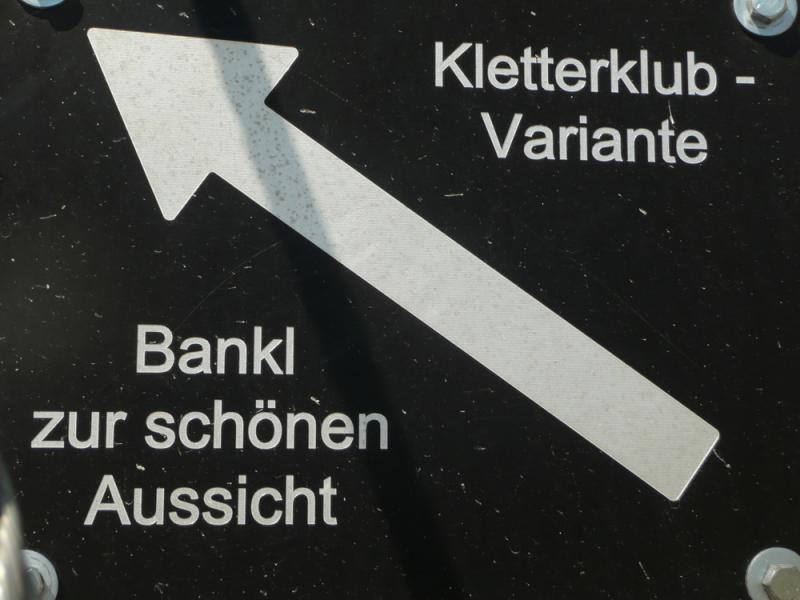 Kletterklub -
Variante
Bankl
zur schönen
Aussicht